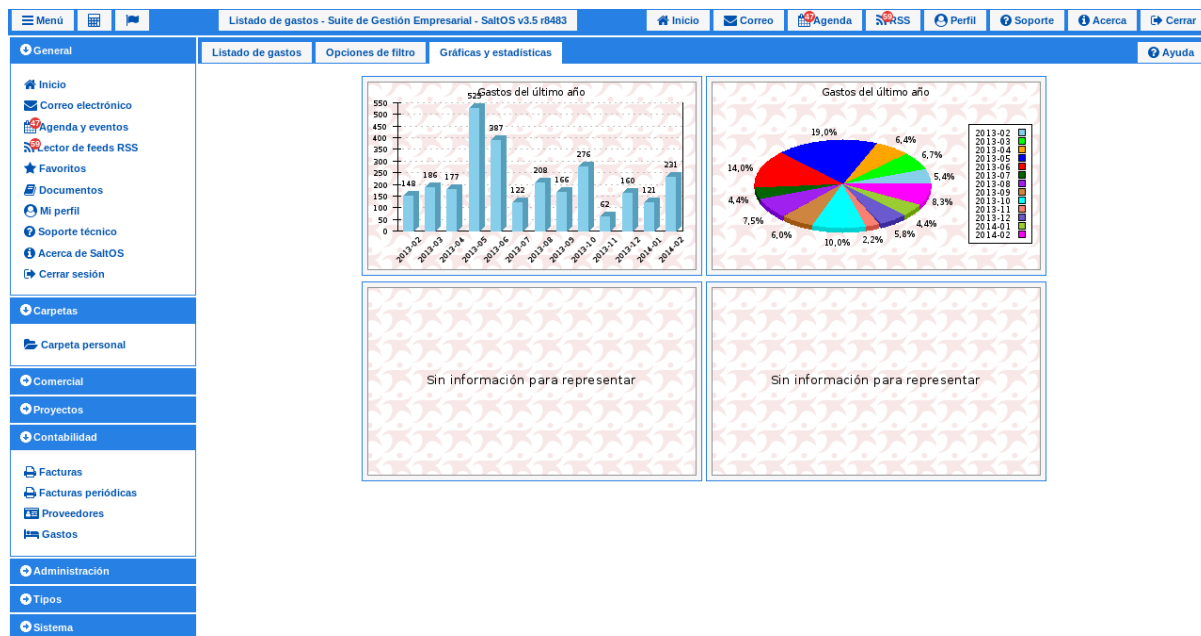 Menú
Listado de gastos - Suite de Gestión Empresarial - SaltOS v3.5 r8483
Inicio
Correo
47
Agenda
59
RSS
Perfil
Soporte
Acerca
Cerrar
General
Inicio
Correo electrónico
47
Agenda y eventos
59
Lector de feeds RSS
Favoritos
Documentos
Mi perfil
Soporte técnico
Acerca de SaltOS
Cerrar sesión
Carpetas
Carpeta personal
Comercial
Proyectos
Contabilidad
Facturas
Facturas periódicas
Proveedores
Gastos
Administración
Tipos
Sistema
Listado de gastos
Opciones de filtro
Gráficas y estadísticas
Ayuda
Gastos del último año
550
500
450
400
350
300
250
200
150
100
50
0
148
186
177
529
387
122
208
166
276
62
160
121
231
2013-02
2013-03
2013-04
2013-05
2013-06
2013-07
2013-08
2013-09
2013-10
2013-11
2013-12
2014-01
2014-02
Gastos del último año
19,0%
6,4%
6,7%
5,4%
14,0%
4,4%
7,5%
6,0%
10,0%
2,2%
5,8%
4,4%
8,3%
2013-02
2013-03
2013-04
2013-05
2013-06
2013-07
2013-08
2013-09
2013-10
2013-11
2013-12
2014-01
2014-02
Sin información para representar
Sin información para representar